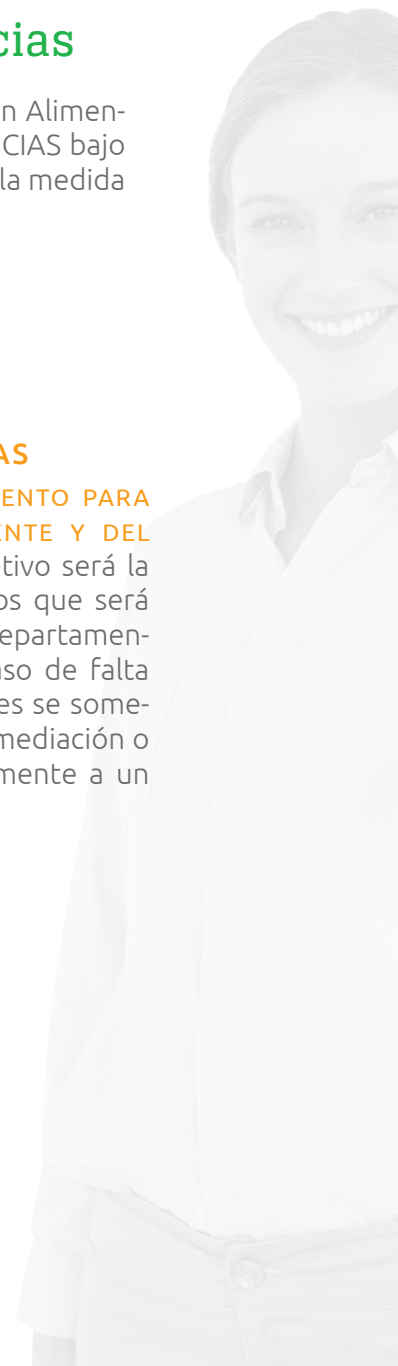 cias
n Alimen-
CIAS bajo
la medida
AS
ENTO PARA
ENTE Y DEL
tivo será la
os que será
epartamen-
aso de falta
es se some-
mediación o
mente a un